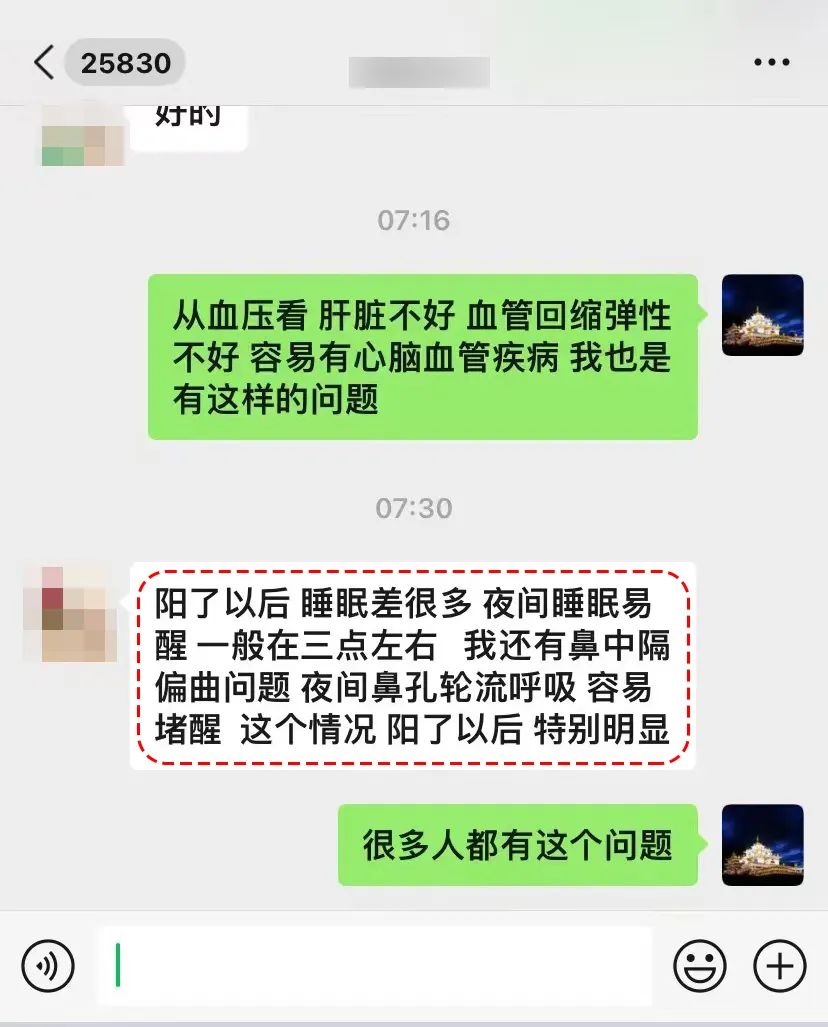 25830
好的
07:16
从血压看 肝脏不好 血管回缩弹性
不好 容易有心脑血管疾病 我也是
有这样的问题
07:30
阳了以后 睡眠差很多 夜间睡眠易
醒 一般在三点左右 我还有鼻中隔
偏曲问题 夜间鼻孔轮流呼吸 容易
堵醒 这个情况 阳了以后 特别明显
很多人都有这个问题